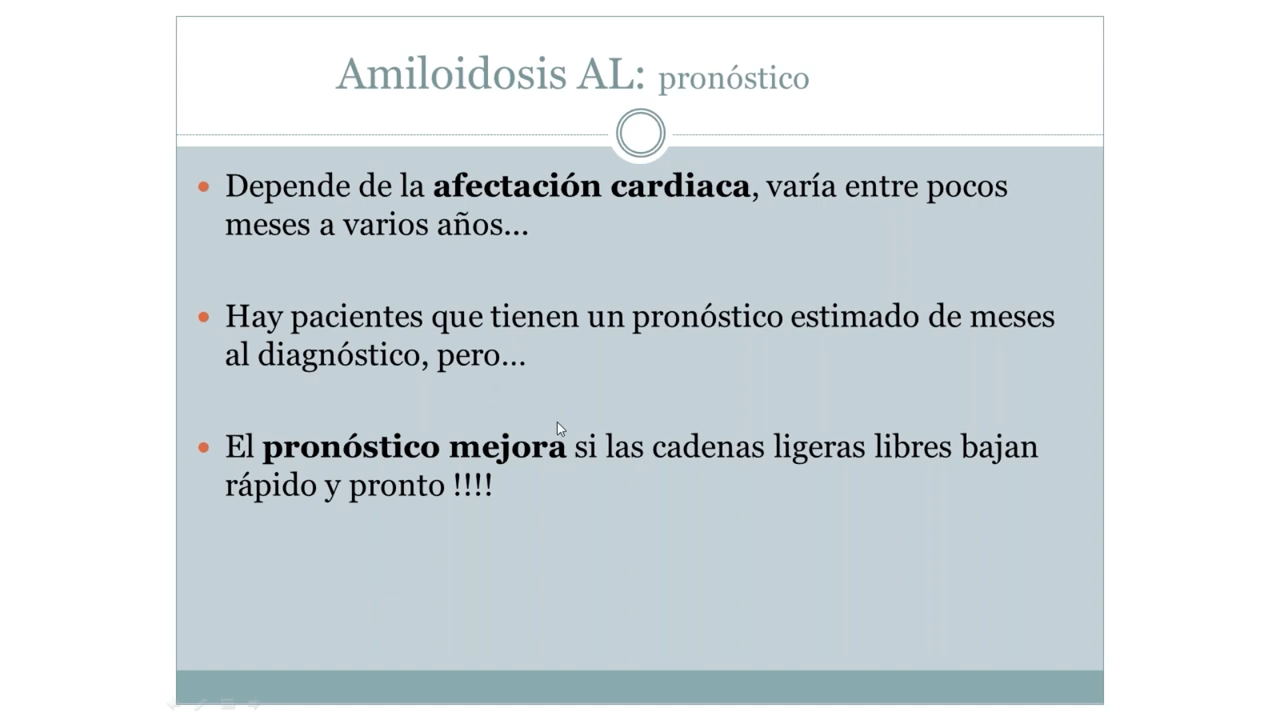 Amiloidosis AL: pronóstico
• Depende de la afectación cardiaca, varía entre pocos
meses a varios años...
• Hay pacientes que tienen un pronóstico estimado de meses
al diagnóstico, pero...
• El pronóstico mejora si las cadenas ligeras libres bajan
rápido y pronto !!!!